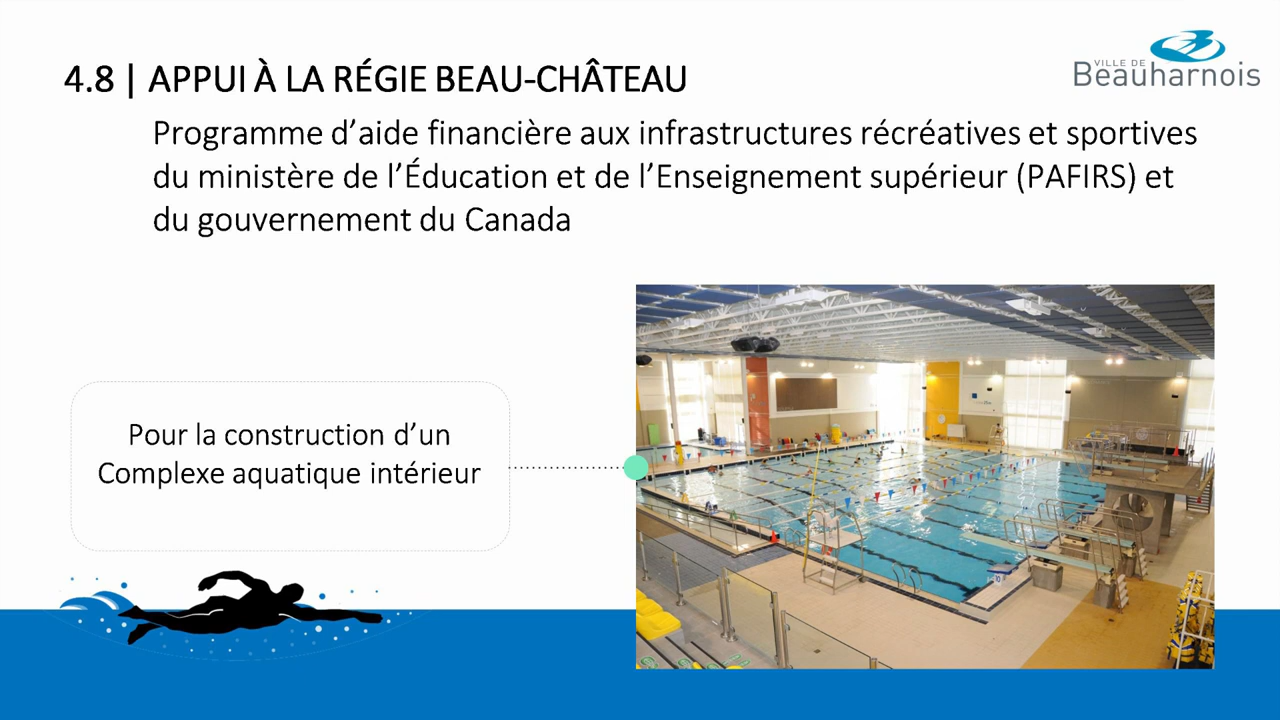 4.8 | APPUI À LA RÉGIE BEAU-CHÂTEAU
VILLE DE
Beauharnois
Programme d’aide financière aux infrastructures récréatives et sportives
du ministère de l’Éducation et de l’Enseignement supérieur (PAFIRS) et
du gouvernement du Canada
Pour la construction d’un
Complexe aquatique intérieur